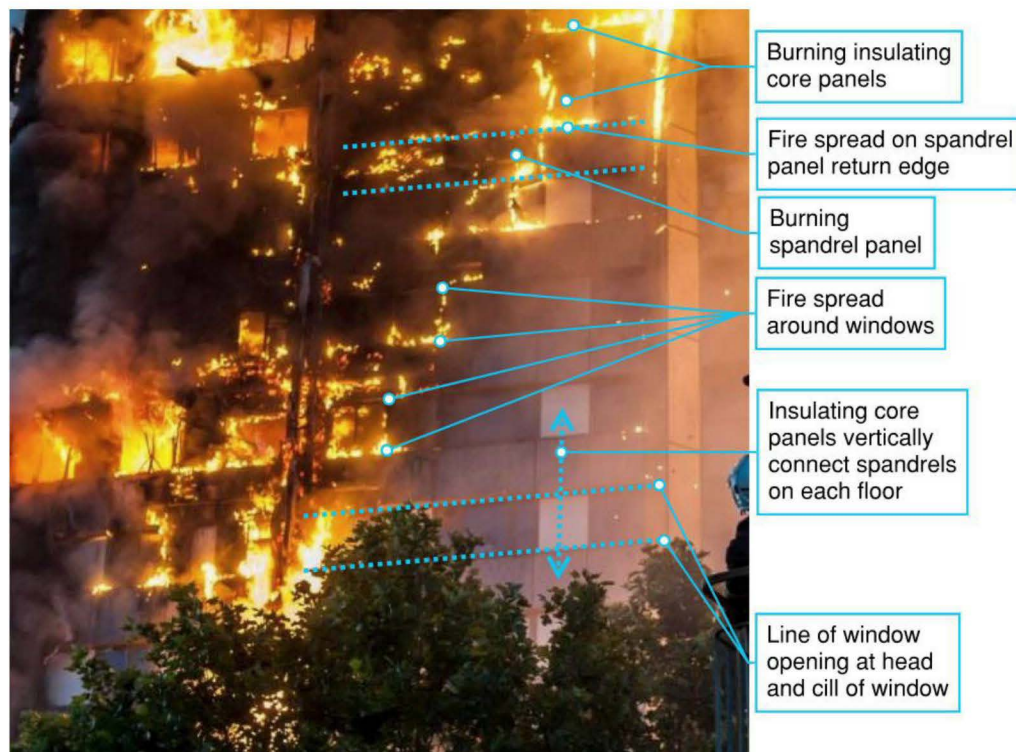 Burning insulating
core panels
Fire spread on spandrel
panel return edge
Burning
spandrel panel
Fire spread
around windows
Insulating core
panels vertically
connect spandrels
on each floor
Line of window
opening at head
and cill of window